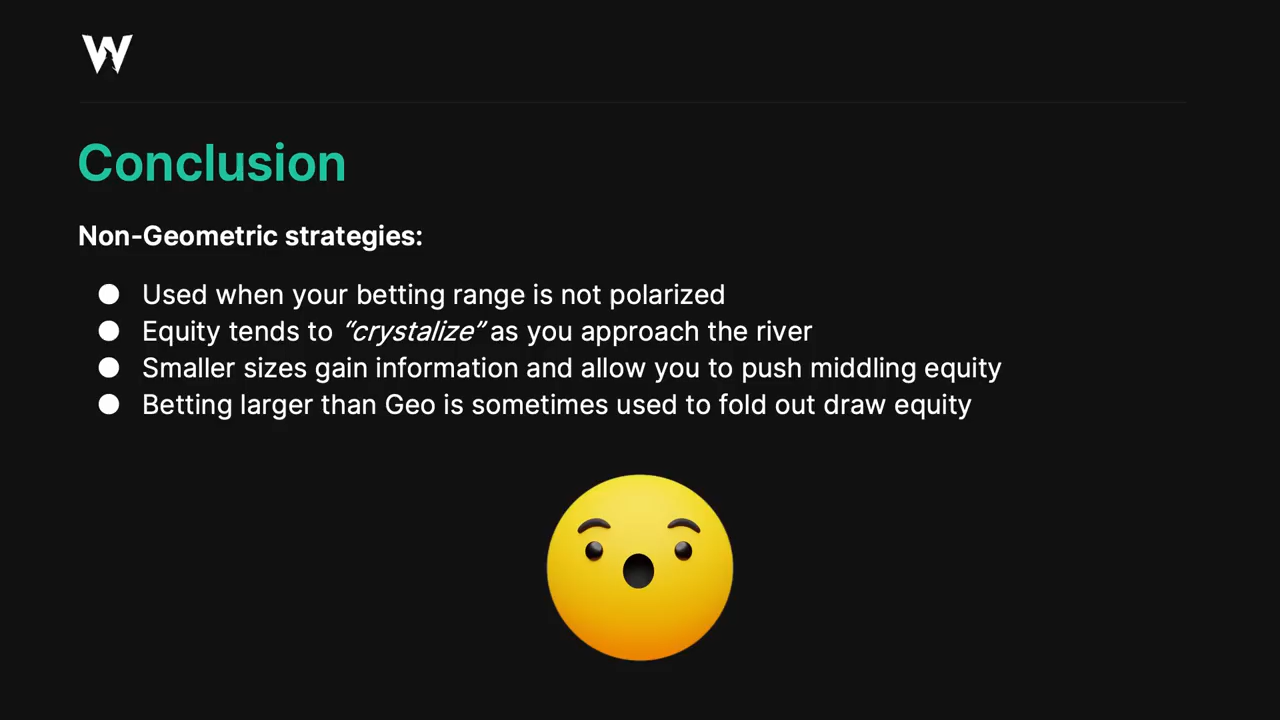 W
Conclusion
Non-Geometric strategies:
● Used when your betting range is not polarized
● Equity tends to “crystalize” as you approach the river
● Smaller sizes gain information and allow you to push middling equity
● Betting larger than Geo is sometimes used to fold out draw equity